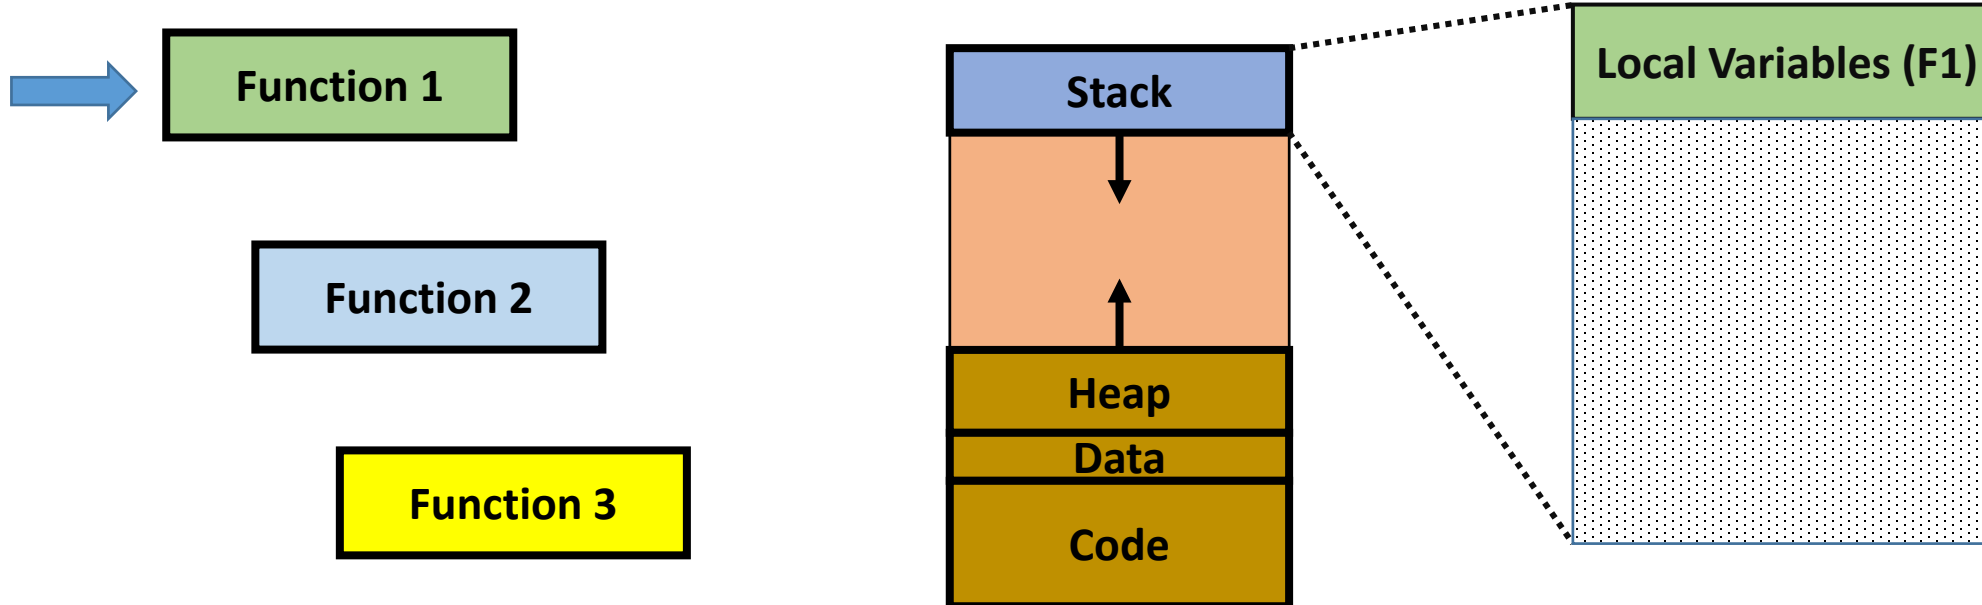 Function 1
Function 2
Function 3
Stack
Heap
Data
Code
Local Variables (F1)